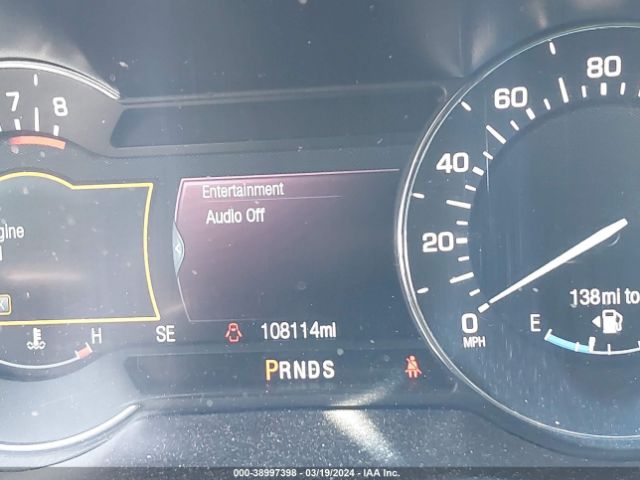 7 8
60 80
Entertainment
40
Audio Off
gine
20
138mi to
H SE 108114mi 0 E
MPH
PRNDS
000-38997398 - 03/19/2024 - IAA Inc.